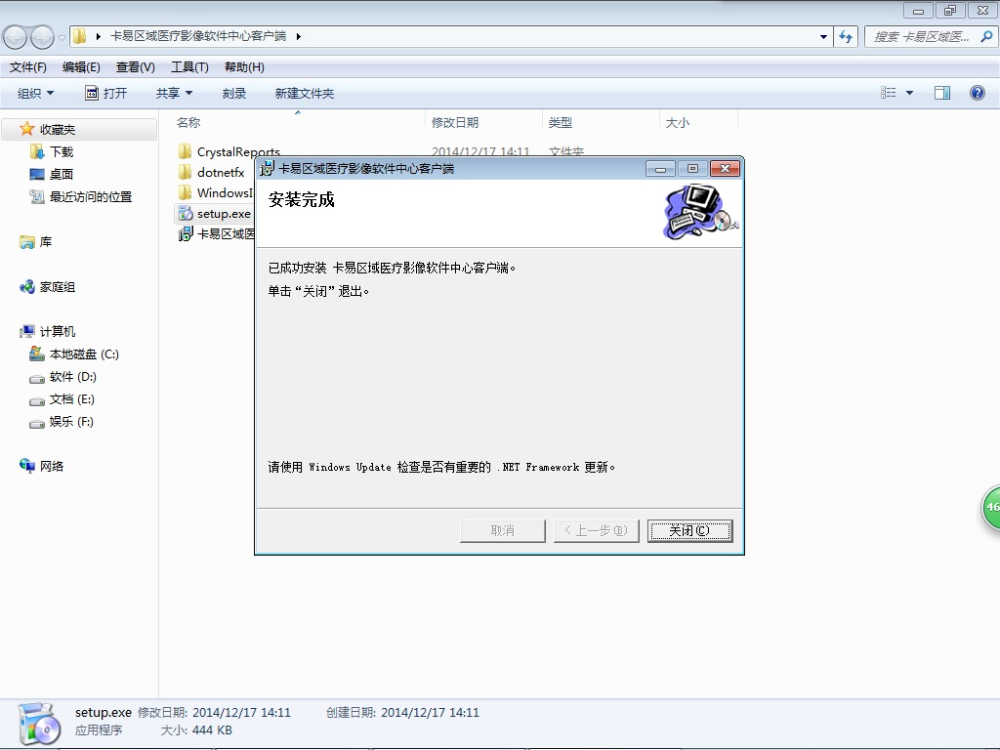 卡易区域医疗影像软件中心客户端
搜索 卡易区域医...
文件(F) 编辑(E) 查看(V) 工具(T) 帮助(H)
组织 打开 共享 刻录 新建文件夹
名称 修改日期 类型 大小
收藏夹
下载
桌面
最近访问的位置
库
家庭组
计算机
本地磁盘 (C:)
软件 (D:)
文档 (E:)
娱乐 (F:)
网络
CrystalReports 2014/12/17 14:11 文件夹
dotnetfx
WindowsI
setup.exe
卡易区域医
卡易区域医疗影像软件中心客户端
安装完成
已成功安装 卡易区域医疗影像软件中心客户端。
单击“关闭”退出。
请使用 Windows Update 检查是否有重要的 .NET Framework 更新。
取消 < 上一步(B) 关闭(C)
46
setup.exe 修改日期: 2014/12/17 14:11 创建日期: 2014/12/17 14:11
应用程序 大小: 444 KB